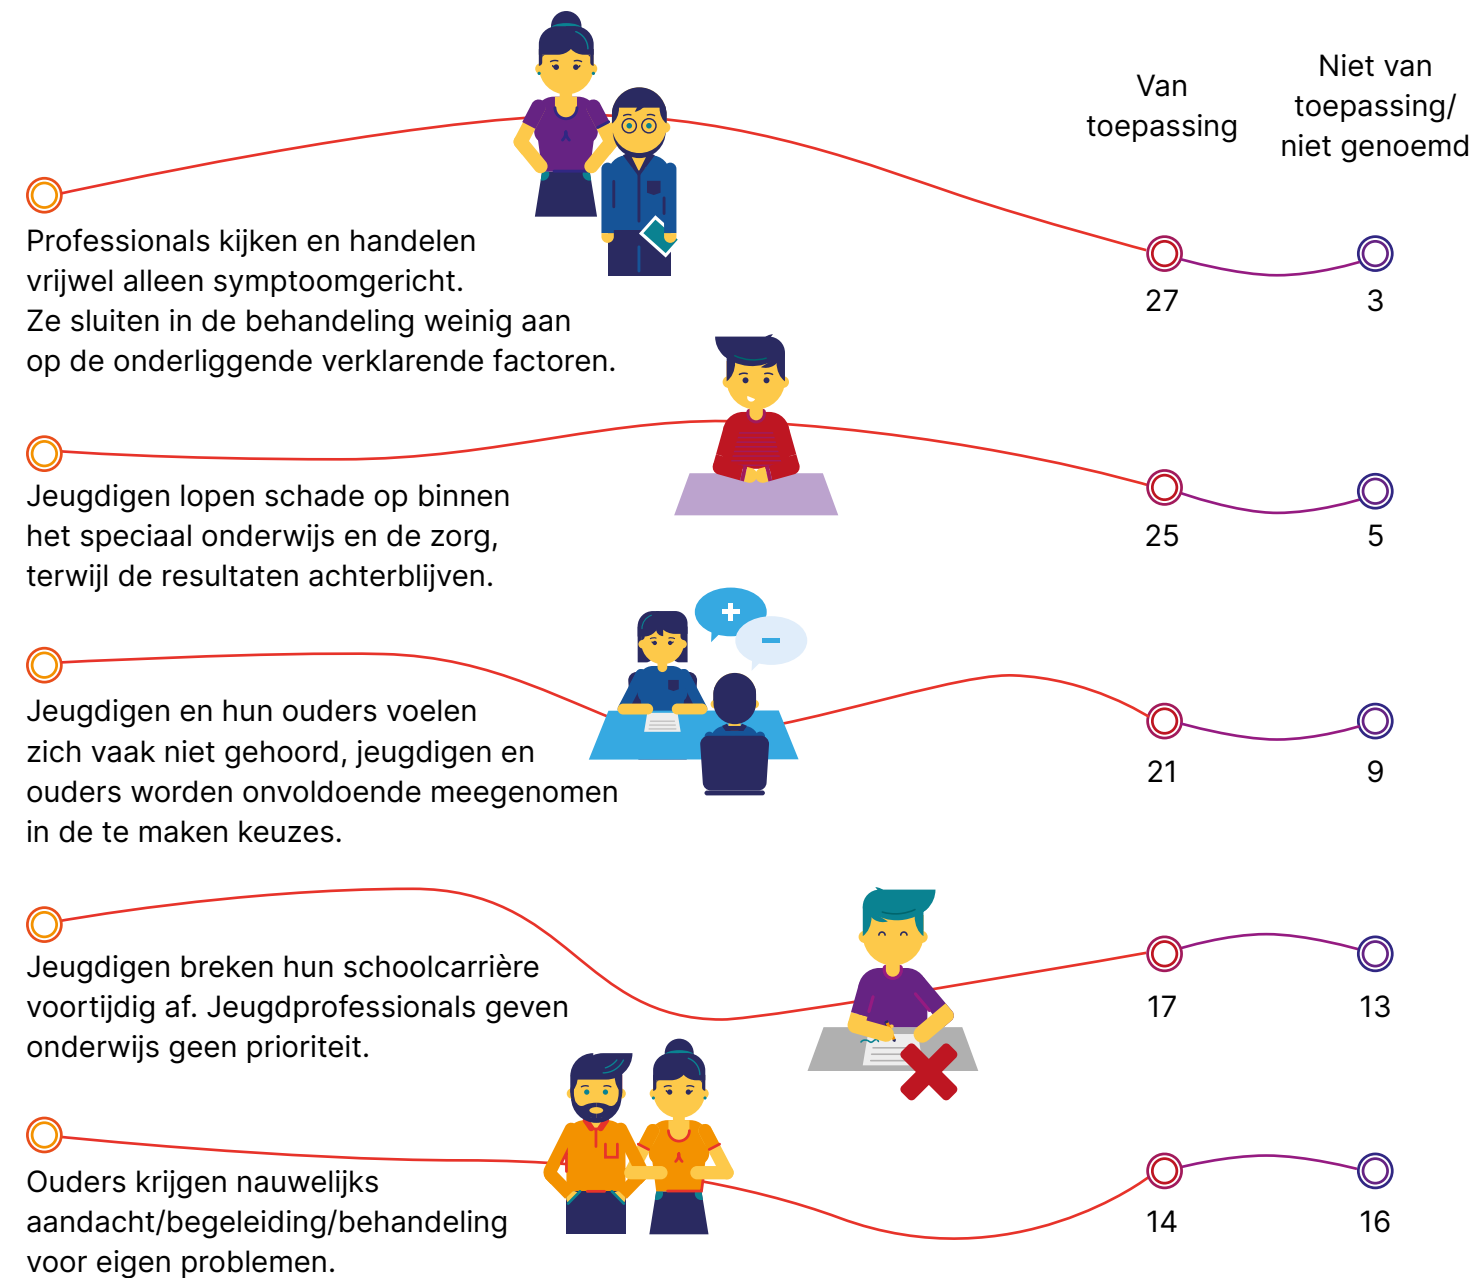 Van
toepassing
Niet van
toepassing/
niet genoemd
Professionals kijken en handelen
vrijwel alleen symptoomgericht.
Ze sluiten in de behandeling weinig aan
op de onderliggende verklarende factoren.
27
3
Jeugdigen lopen schade op binnen
het speciaal onderwijs en de zorg,
terwijl de resultaten achterblijven.
25
5
Jeugdigen en hun ouders voelen
zich vaak niet gehoord, jeugdigen en
ouders worden onvoldoende meegenomen
in de te maken keuzes.
21
9
Jeugdigen breken hun schoolcarrière
voortijdig af. Jeugdprofessionals geven
onderwijs geen prioriteit.
17
13
Ouders krijgen nauwelijks
aandacht/begeleiding/behandeling
voor eigen problemen.
14
16